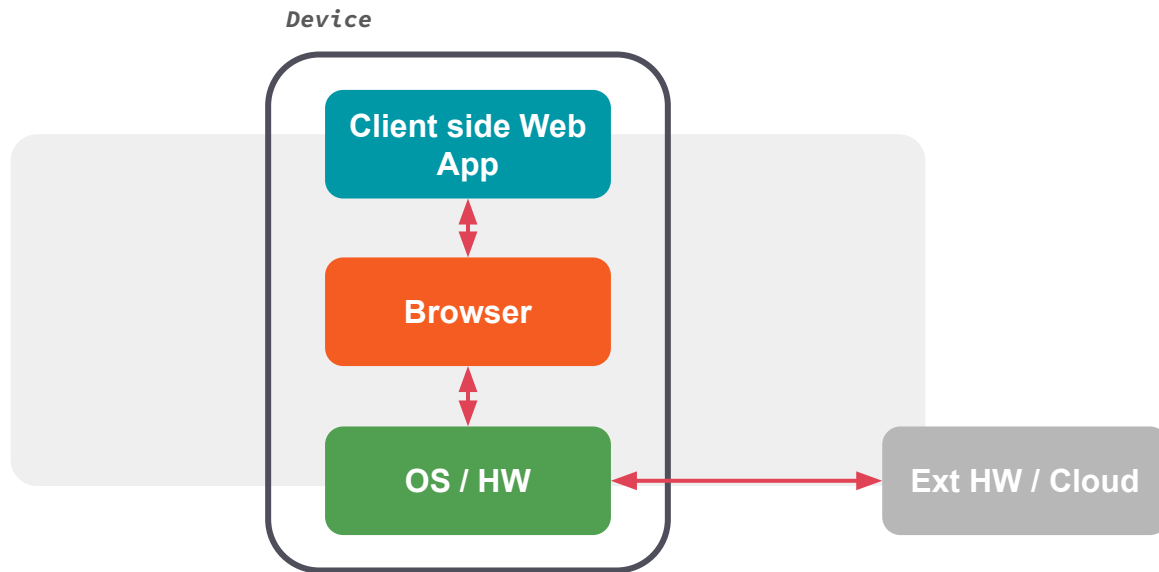 Device
Client side Web
App
Browser
OS / HW
Ext HW / Cloud